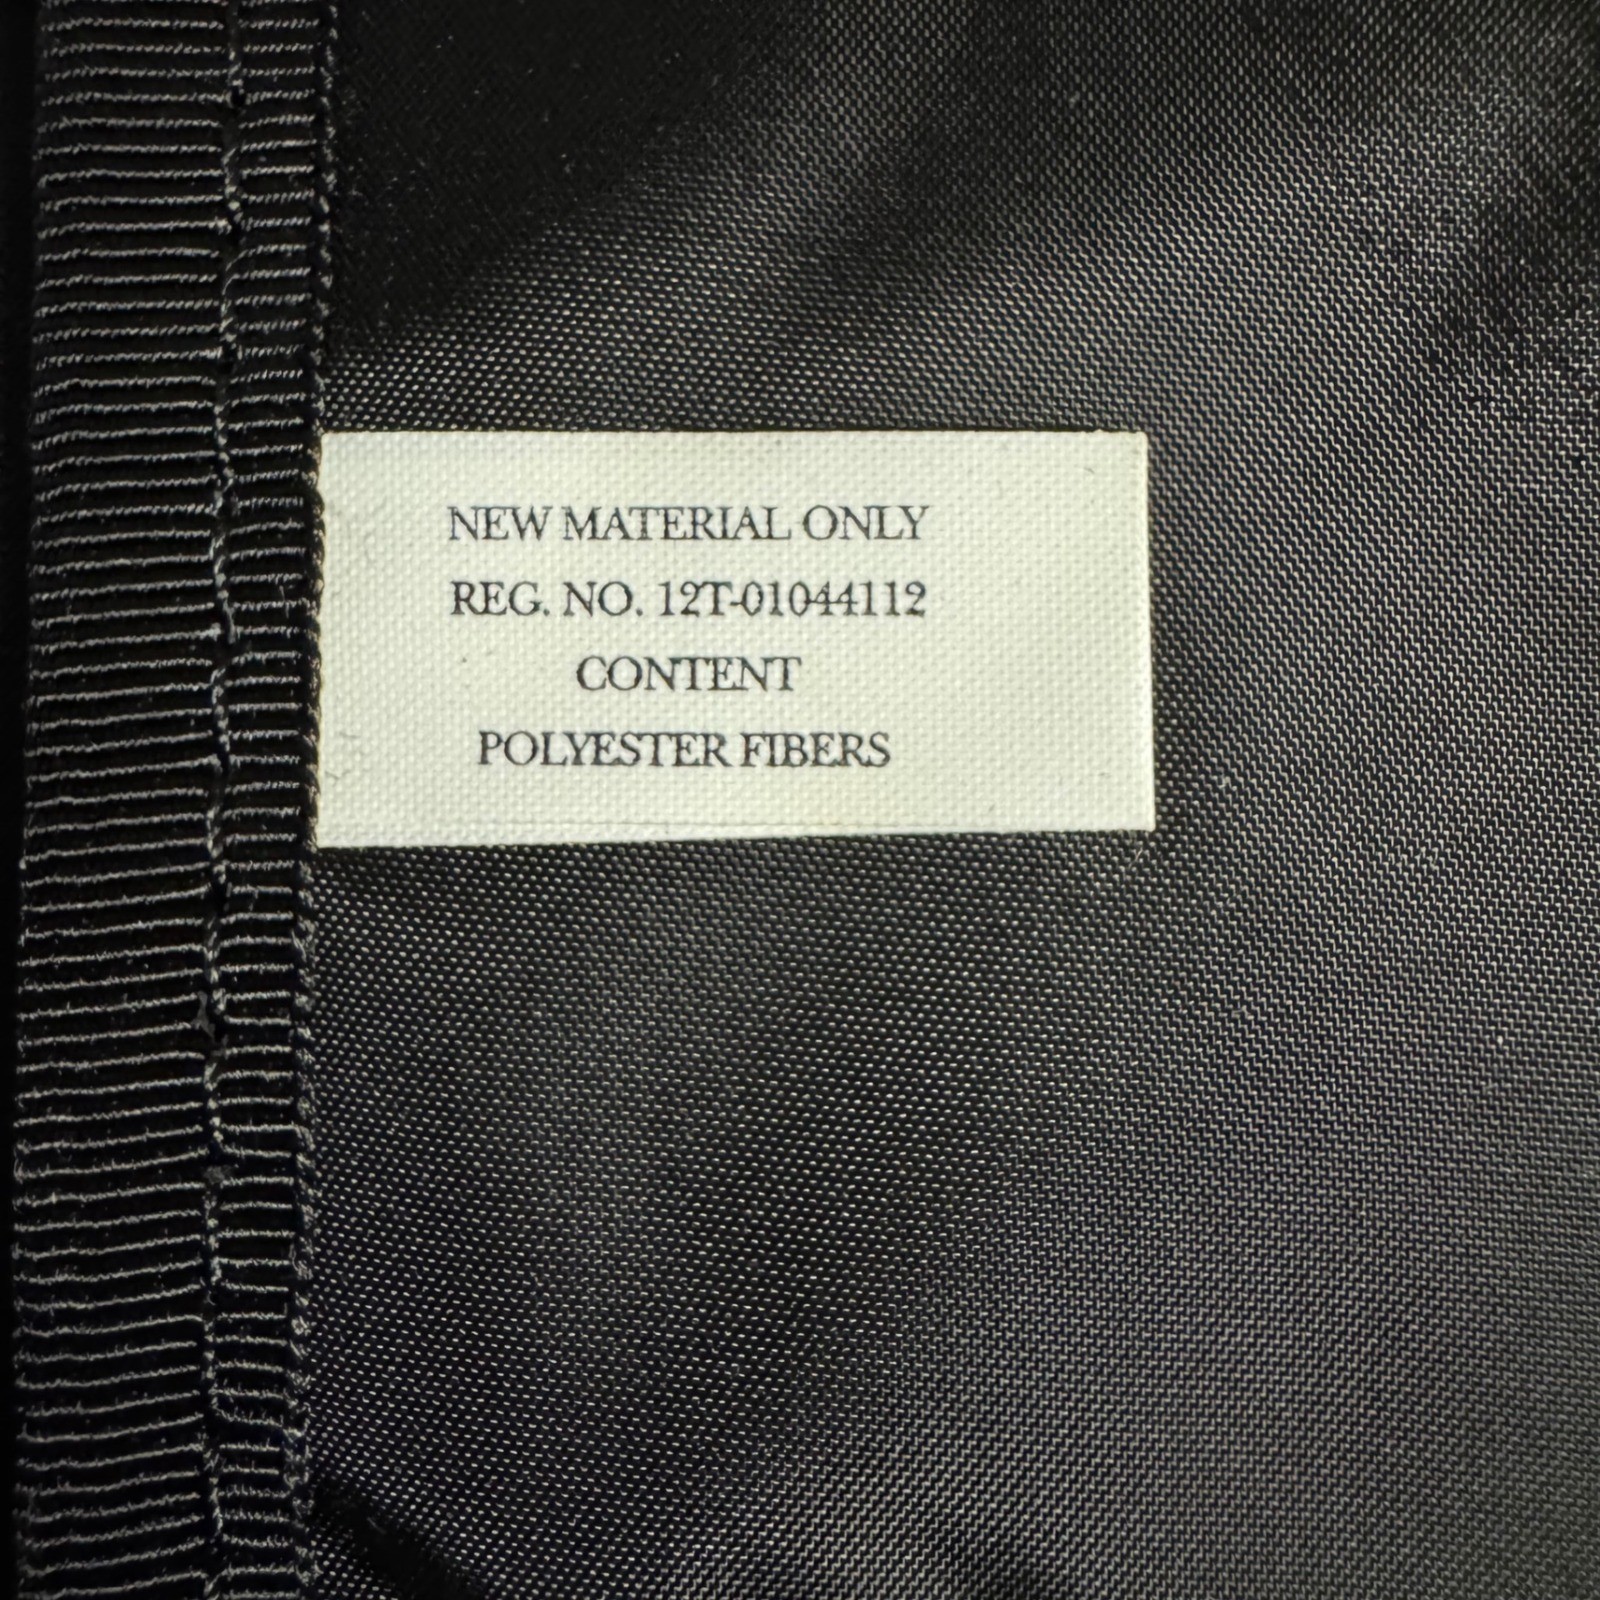 NEW MATERIAL ONLY
REG. NO. 12T-01044112
CONTENT
POLYESTER FIBERS